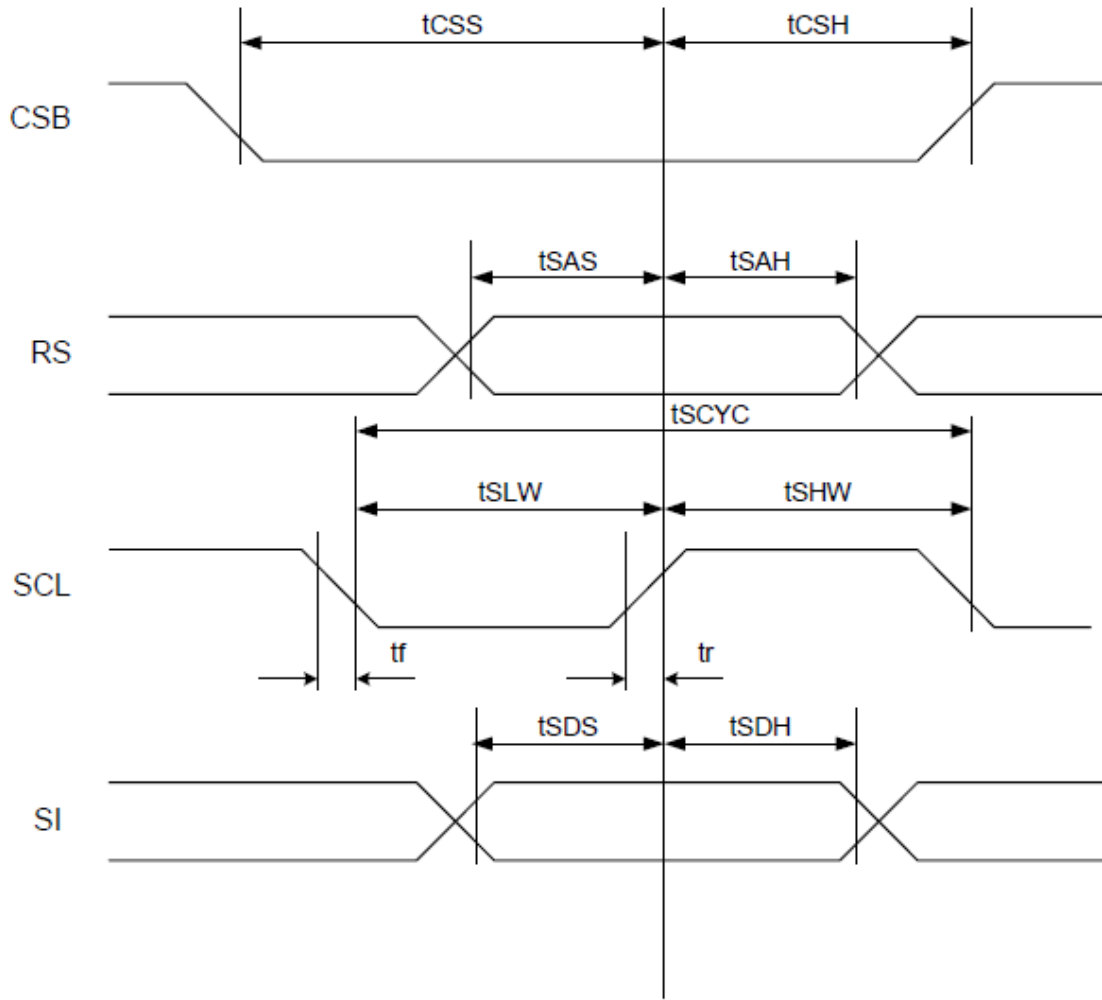 tCSS tCSH
CSB
tSAS tSAH
RS
tSCYC
tSLW tSHW
SCL
tf tr
tSDS tSDH
SI